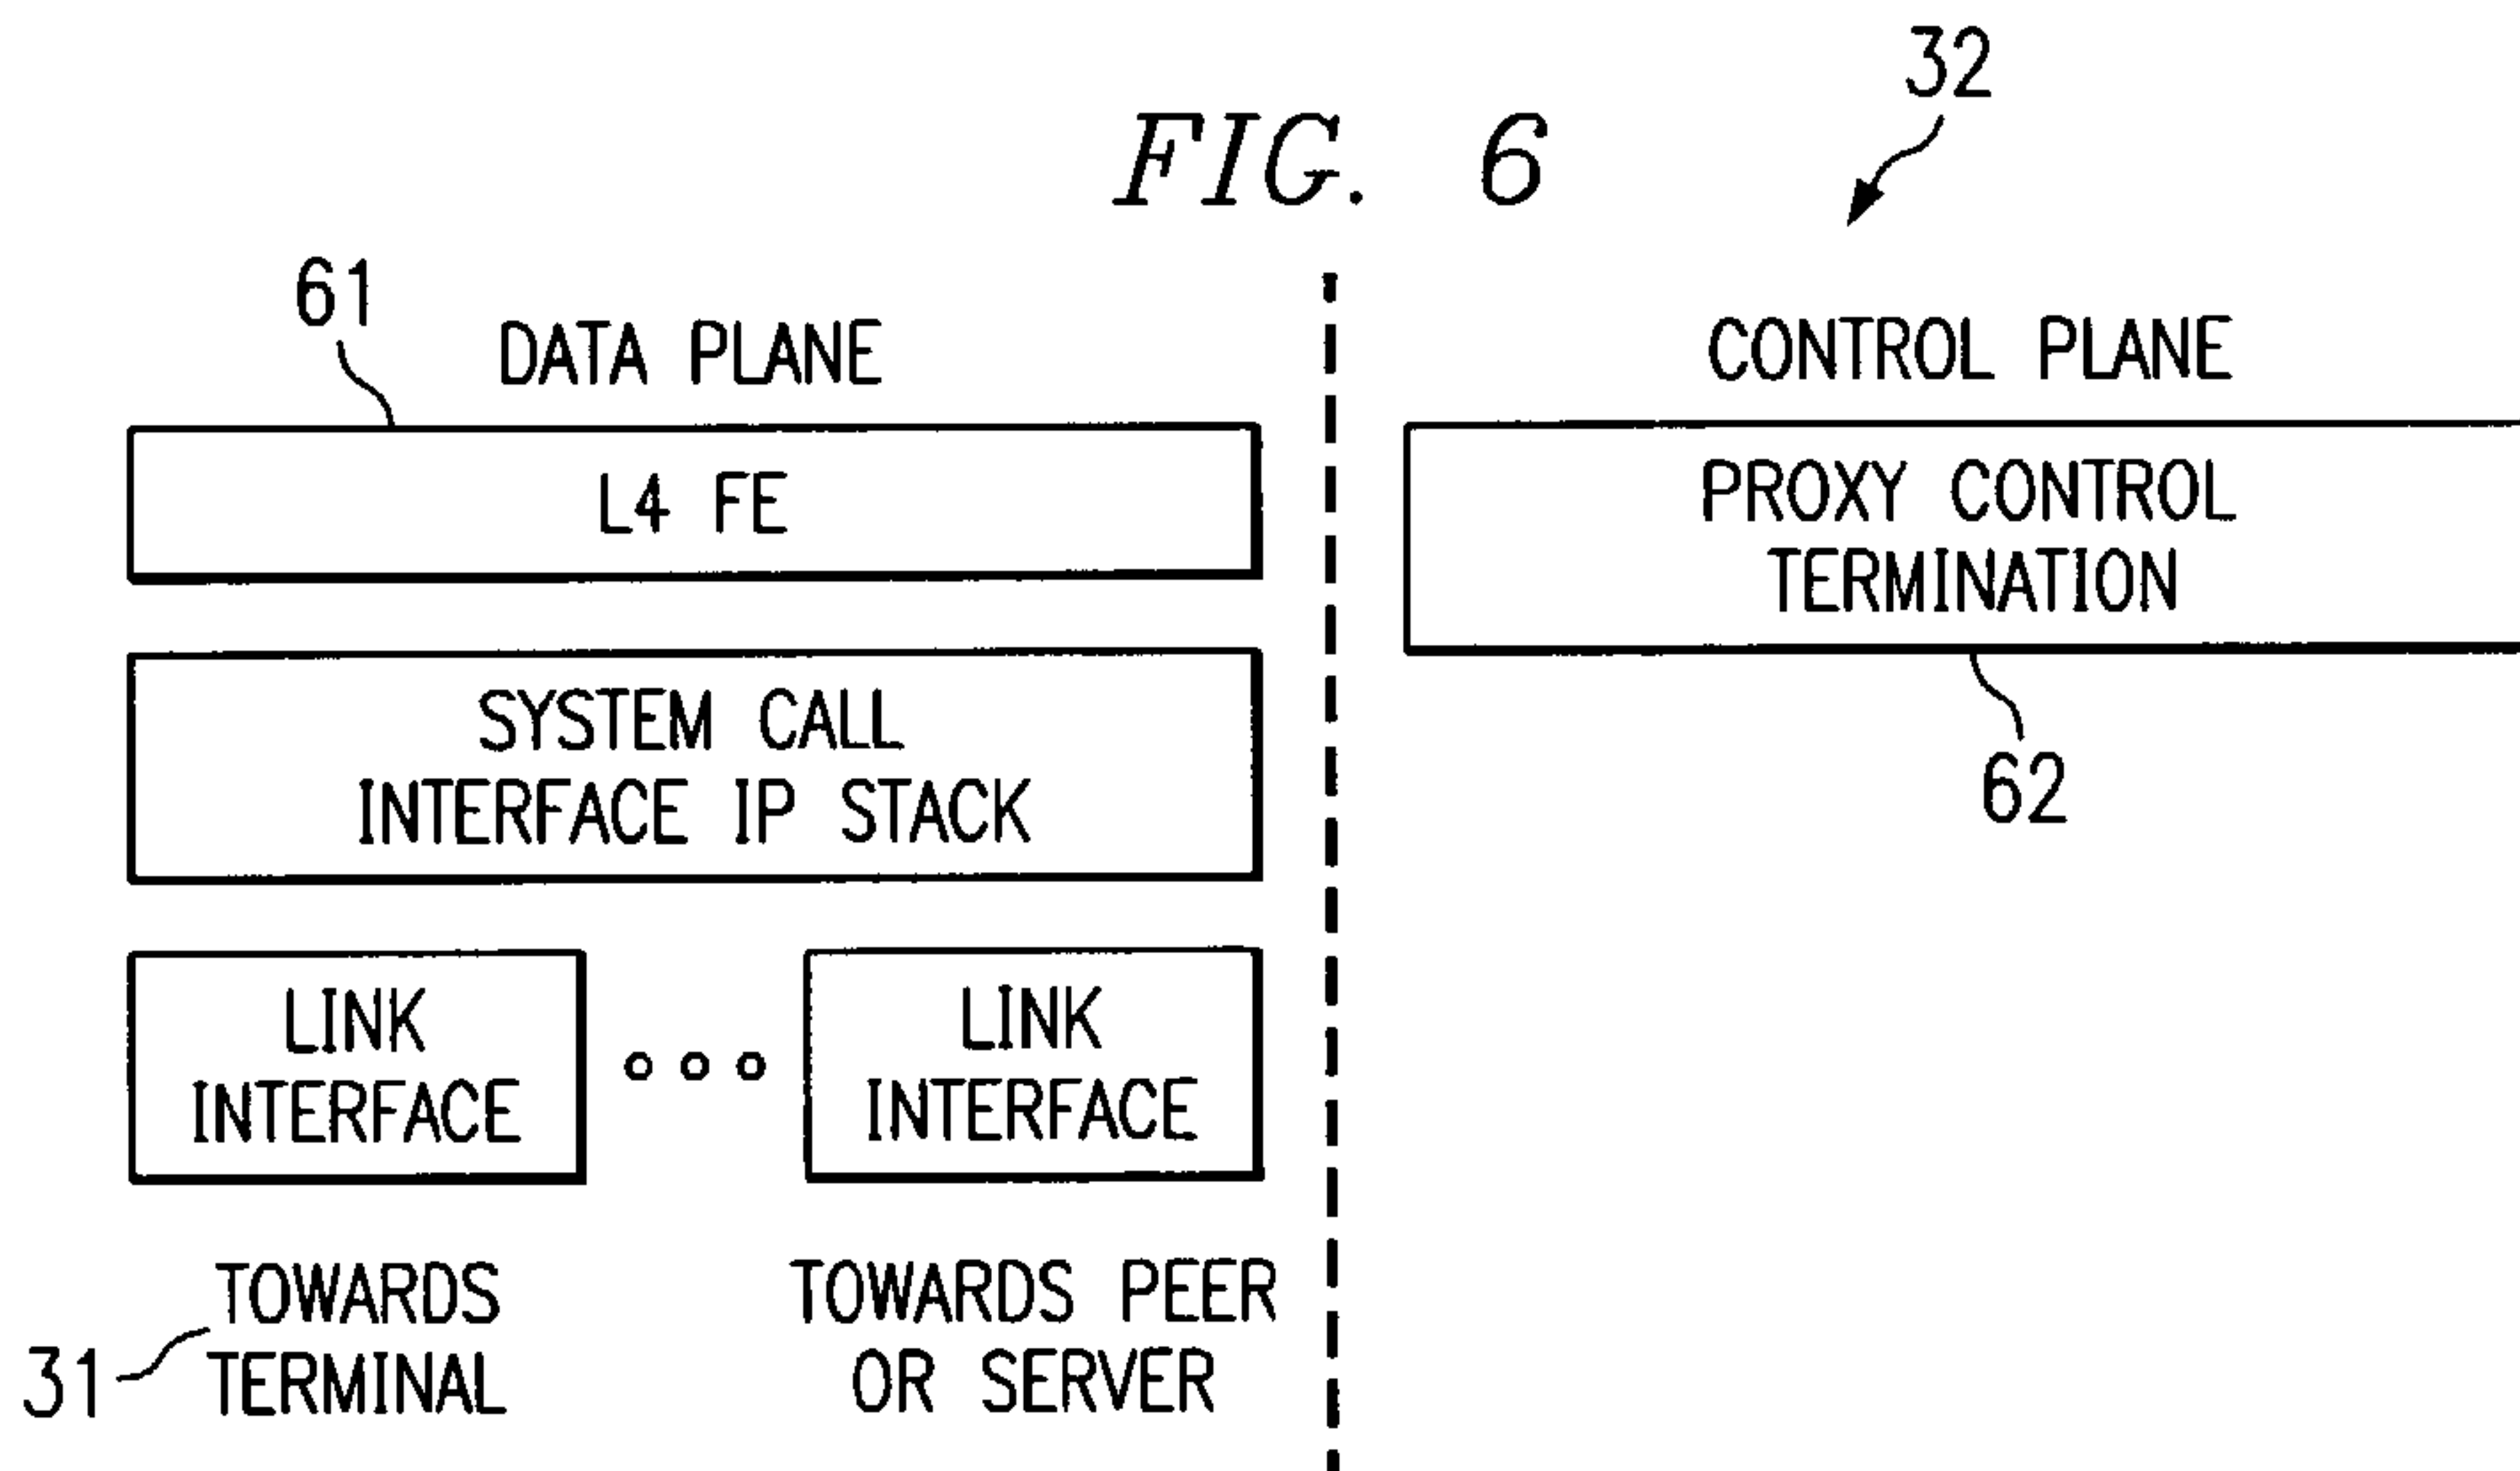 32
FIG. 6
61
DATA PLANE
CONTROL PLANE
L4 FE
PROXY CONTROL
TERMINATION
SYSTEM CALL
INTERFACE IP STACK
62
LINK
INTERFACE
LINK
INTERFACE
TOWARDS
TERMINAL
31
TOWARDS PEER
OR SERVER